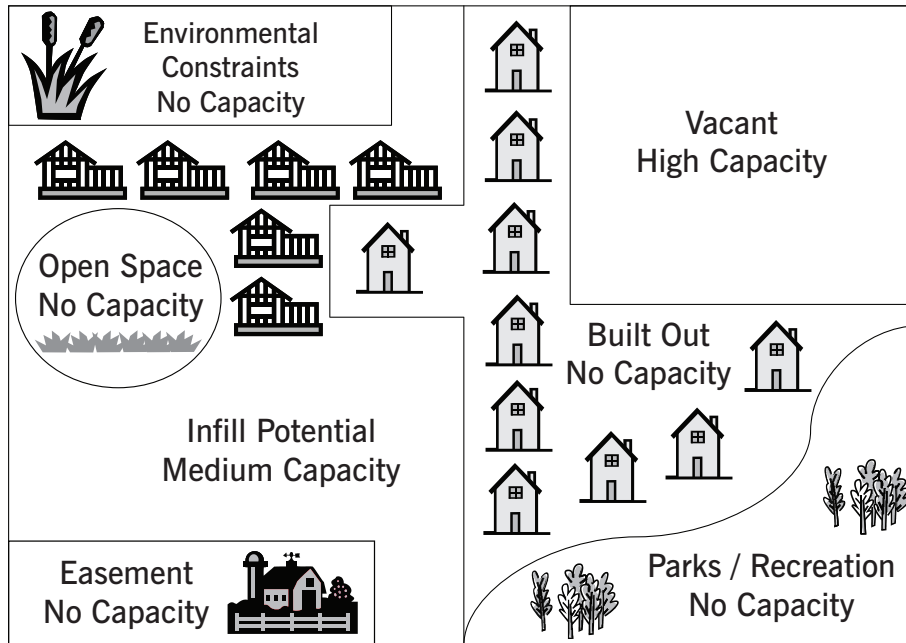 Environmental
Constraints
No Capacity
Vacant
High Capacity
Open Space
No Capacity
Built Out
No Capacity
Infill Potential
Medium Capacity
Easement
No Capacity
Parks / Recreation
No Capacity